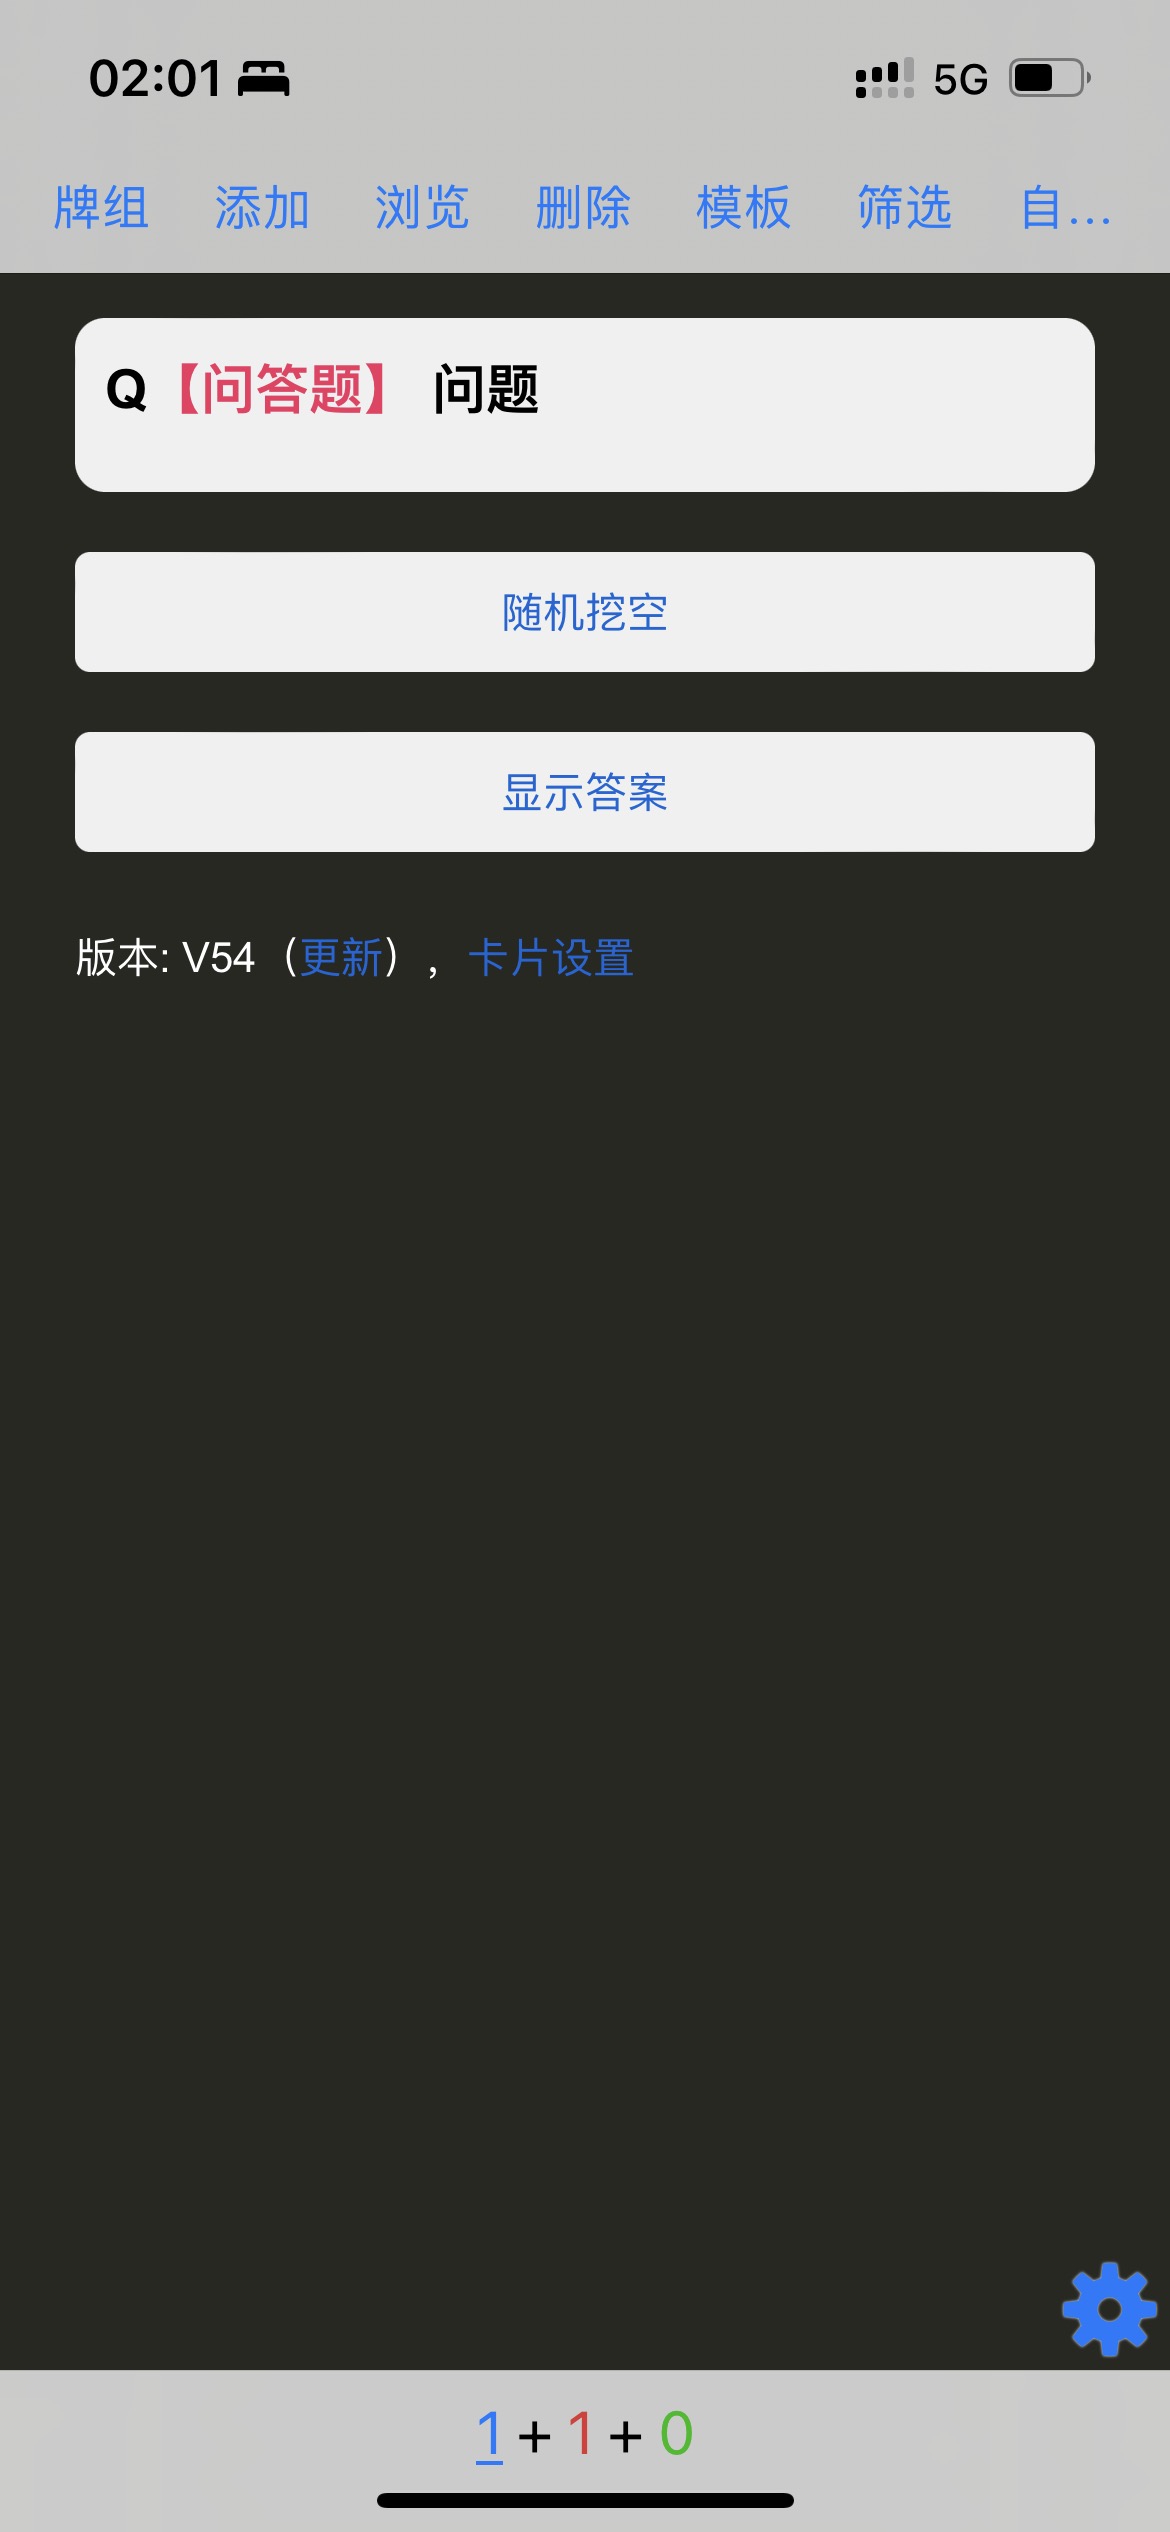 02:01 5G
牌组 添加 浏览 删除 模板 筛选 自...
Q【问答题】 问题
随机挖空
显示答案
版本: V54（更新），卡片设置
1 + 1 + 0